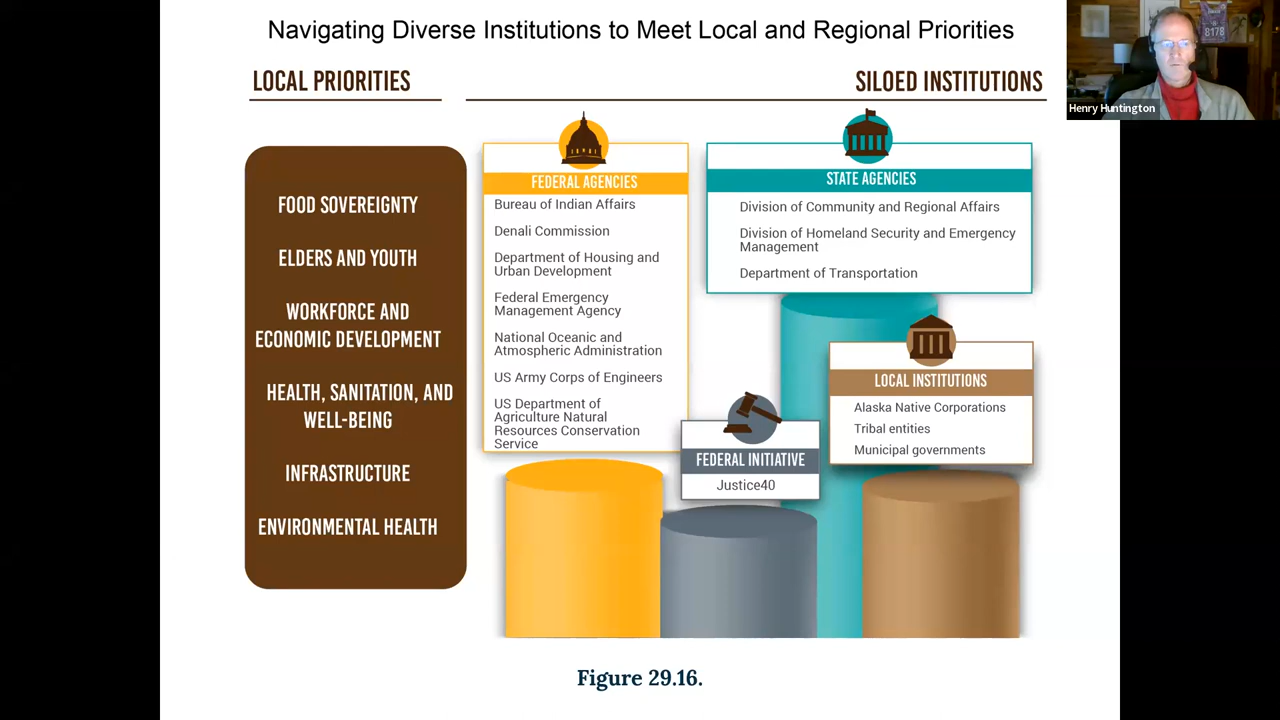 Navigating Diverse Institutions to Meet Local and Regional Priorities
8178
Henry Huntington
LOCAL PRIORITIES
SILOED INSTITUTIONS
FOOD SOVEREIGNTY
ELDERS AND YOUTH
WORKFORCE AND
ECONOMIC DEVELOPMENT
HEALTH, SANITATION, AND
WELL-BEING
INFRASTRUCTURE
ENVIRONMENTAL HEALTH
FEDERAL AGENCIES
Bureau of Indian Affairs
Denali Commission
Department of Housing and
Urban Development
Federal Emergency
Management Agency
National Oceanic and
Atmospheric Administration
US Army Corps of Engineers
US Department of
Agriculture Natural
Resources Conservation
Service
STATE AGENCIES
Division of Community and Regional Affairs
Division of Homeland Security and Emergency
Management
Department of Transportation
FEDERAL INITIATIVE
Justice40
LOCAL INSTITUTIONS
Alaska Native Corporations
Tribal entities
Municipal governments
Figure 29.16.